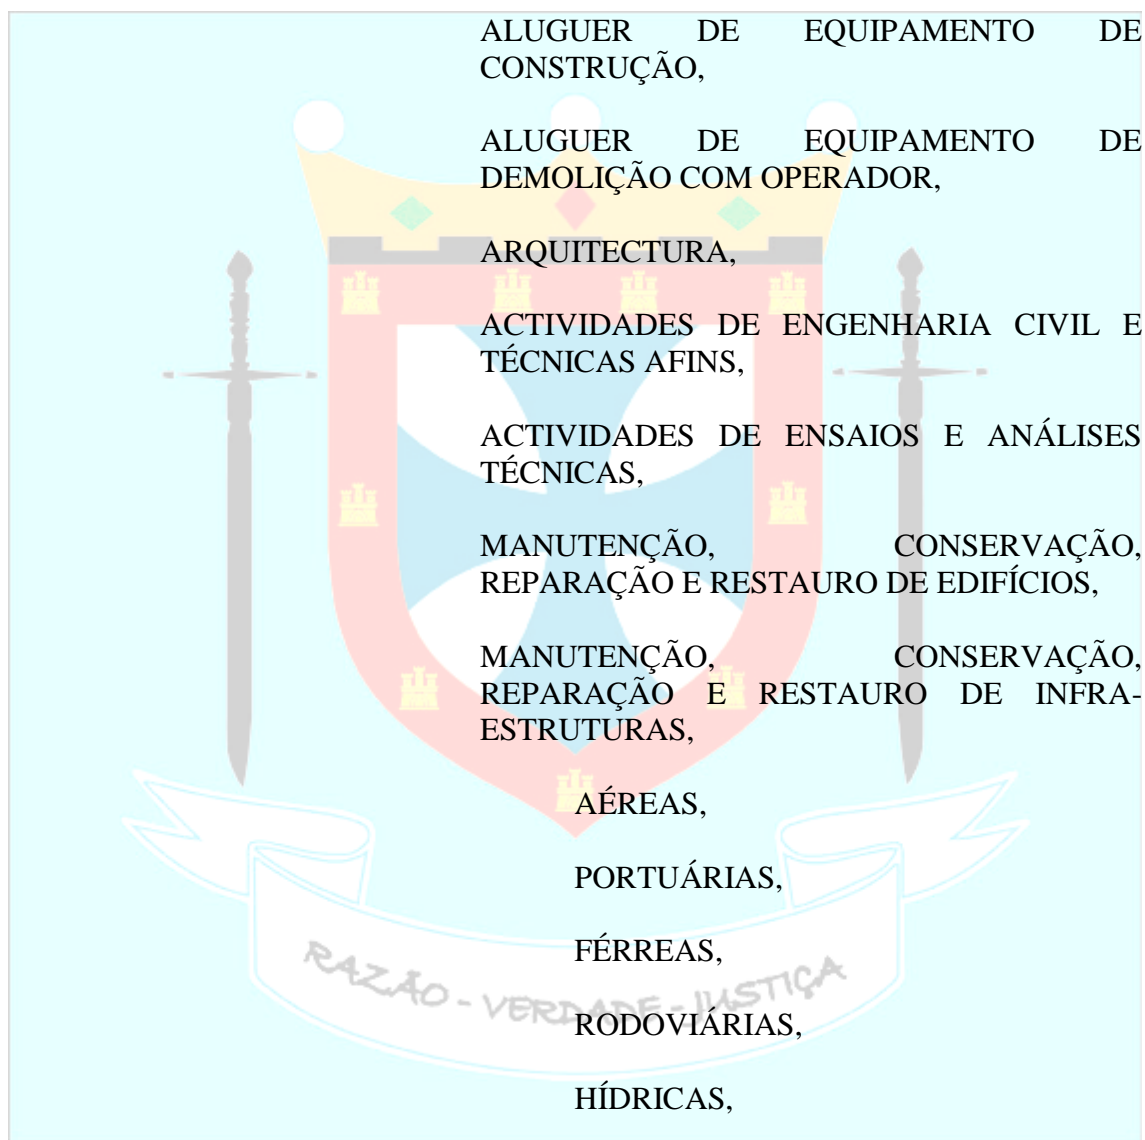 ALUGUER DE EQUIPAMENTO DE
CONSTRUÇÃO,
ALUGUER DE EQUIPAMENTO DE
DEMOLIÇÃO COM OPERADOR,
ARQUITECTURA,
ACTIVIDADES DE ENGENHARIA CIVIL E
TÉCNICAS AFINS,
ACTIVIDADES DE ENSAIOS E ANÁLISES
TÉCNICAS,
MANUTENÇÃO, CONSERVAÇÃO,
REPARAÇÃO E RESTAURO DE EDIFÍCIOS,
MANUTENÇÃO, CONSERVAÇÃO,
REPARAÇÃO E RESTAURO DE INFRA-
ESTRUTURAS,
AÉREAS,
PORTUÁRIAS,
FÉRREAS,
RAZÃO - VERDADE - JUSTIÇA
RODOVIÁRIAS,
HÍDRICAS,